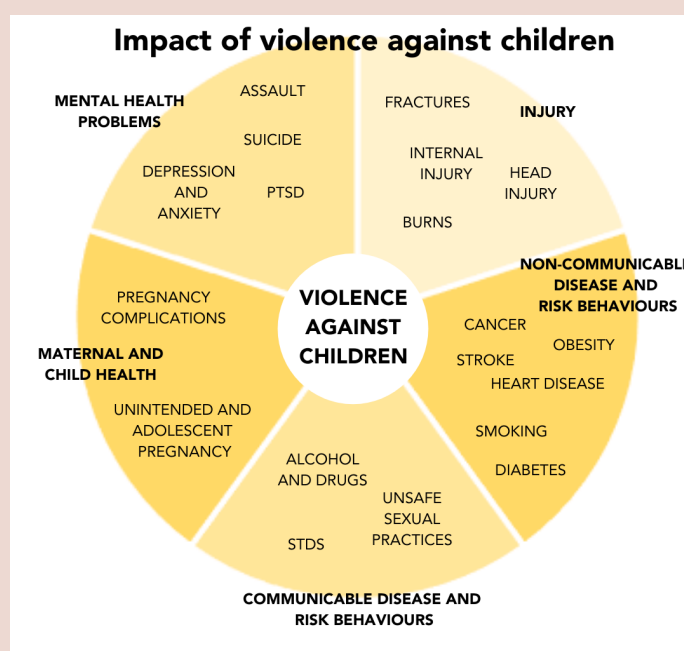 Impact of violence against children
MENTAL HEALTH
PROBLEMS
ASSAULT
SUICIDE
DEPRESSION
AND
ANXIETY
PTSD
FRACTURES
INJURY
INTERNAL
INJURY
HEAD
INJURY
BURNS
NON-COMMUNICABLE
DISEASE AND
RISK BEHAVIOURS
CANCER
OBESITY
STROKE
HEART DISEASE
SMOKING
DIABETES
VIOLENCE
AGAINST
CHILDREN
PREGNANCY
COMPLICATIONS
MATERNAL AND
CHILD HEALTH
UNINTENDED AND
ADOLESCENT
PREGNANCY
ALCOHOL
AND DRUGS
UNSAFE
SEXUAL
PRACTICES
STDS
COMMUNICABLE DISEASE AND
RISK BEHAVIOURS